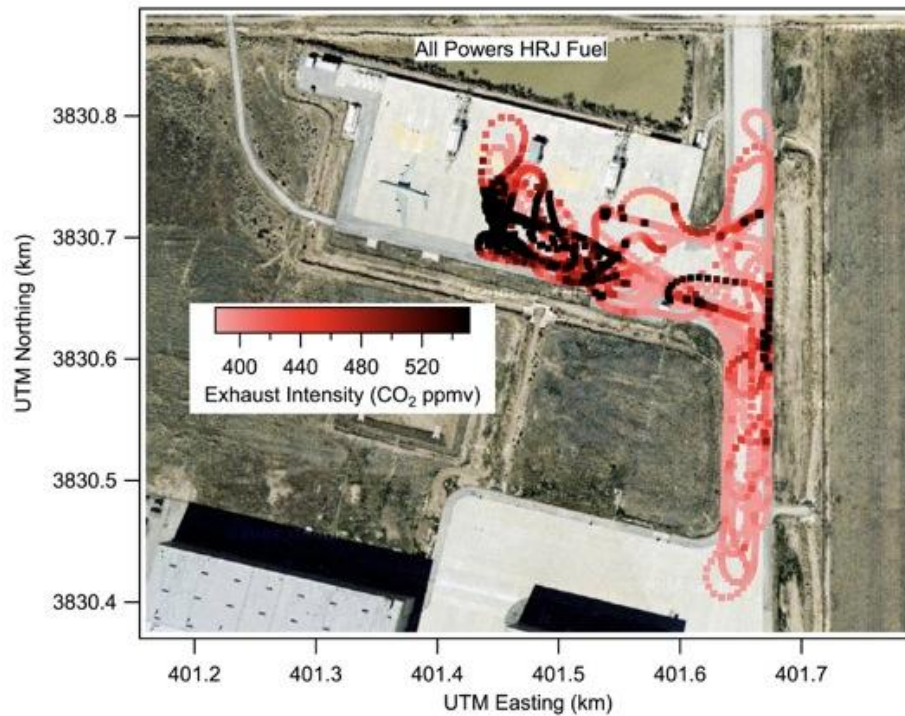 All Powers HRJ Fuel
3830.8
3830.7
3830.6
3830.5
3830.4
UTM Northing (km)
400 440 480 520
Exhaust Intensity (CO₂ ppmv)
401.2 401.3 401.4 401.5 401.6 401.7
UTM Easting (km)